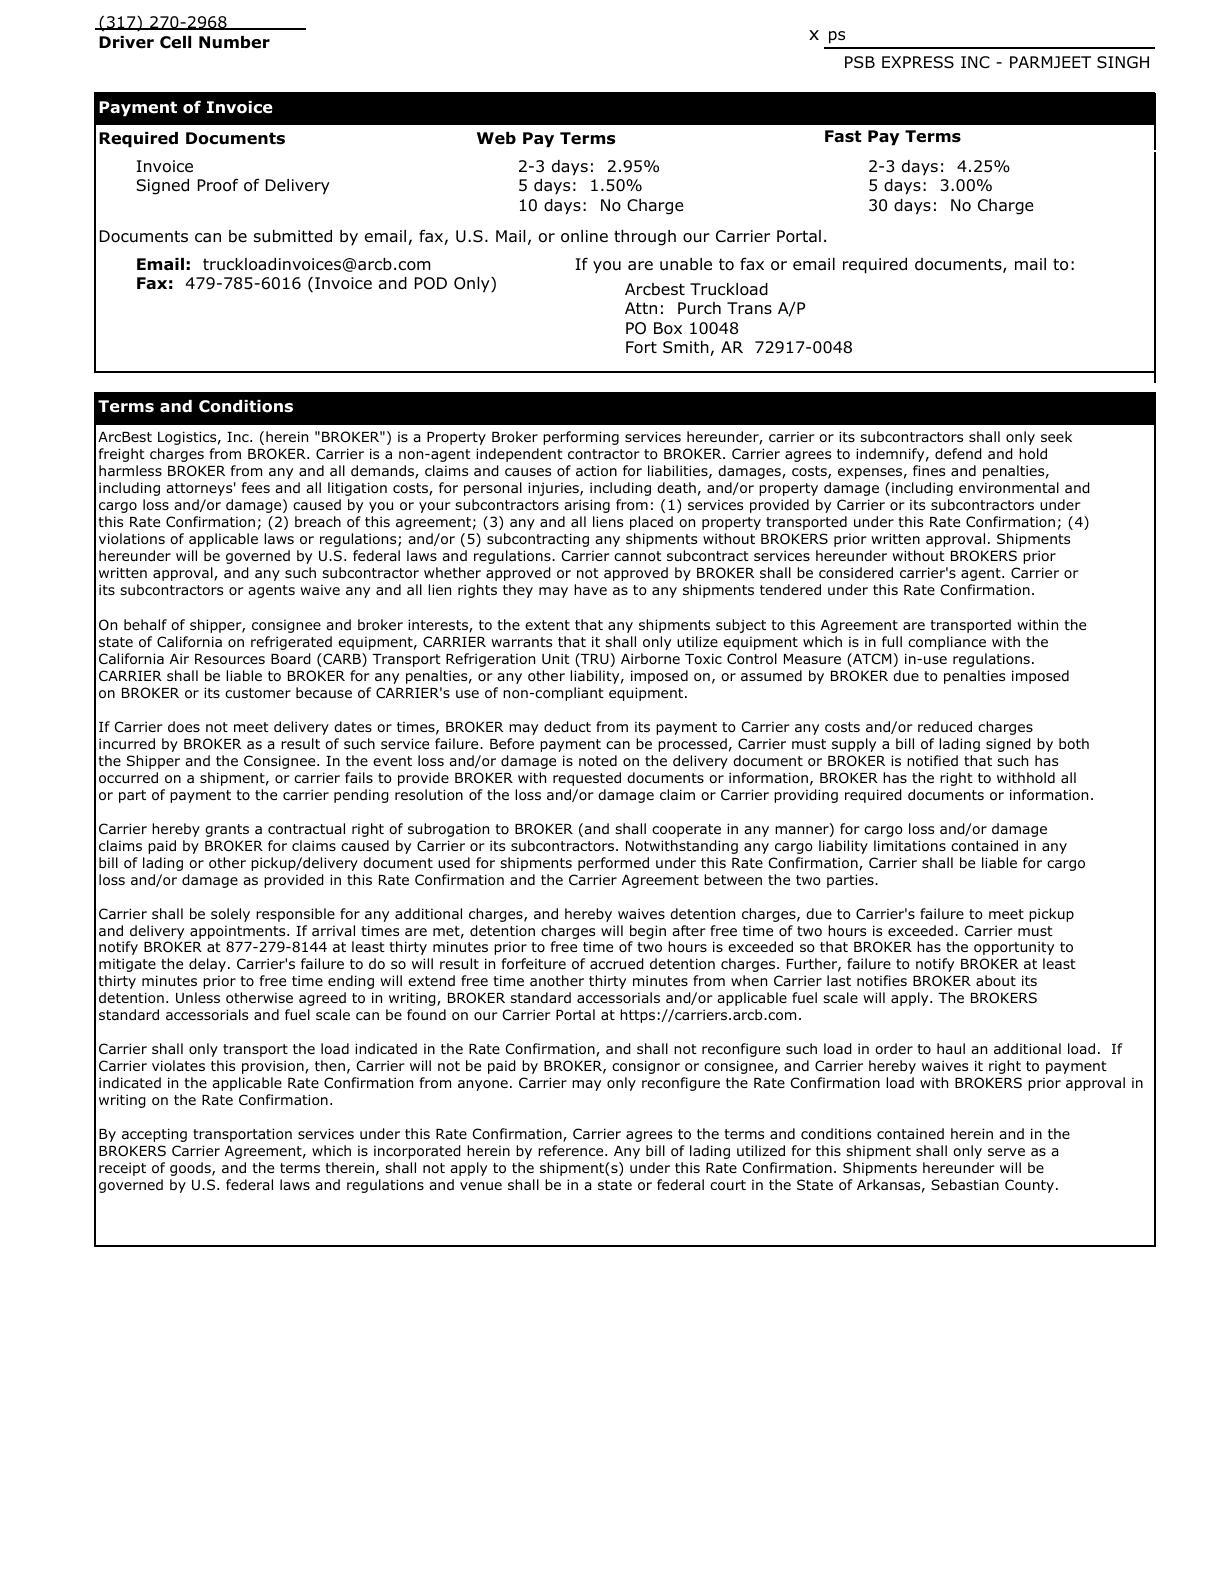 (317) 270-2968
Driver Cell Number
x ps
PSB EXPRESS INC - PARMJEET SINGH
Payment of Invoice
Required Documents Web Pay Terms Fast Pay Terms
Invoice 2-3 days: 2.95% 2-3 days: 4.25%
Signed Proof of Delivery 5 days: 1.50% 5 days: 3.00%
10 days: No Charge 30 days: No Charge
Documents can be submitted by email, fax, U.S. Mail, or online through our Carrier Portal.
Email: truckloadinvoices@arcb.com If you are unable to fax or email required documents, mail to:
Fax: 479-785-6016 (Invoice and POD Only)
Arcbest Truckload
Attn: Purch Trans A/P
PO Box 10048
Fort Smith, AR 72917-0048
Terms and Conditions
ArcBest Logistics, Inc. (herein "BROKER") is a Property Broker performing services hereunder, carrier or its subcontractors shall only seek
freight charges from BROKER. Carrier is a non-agent independent contractor to BROKER. Carrier agrees to indemnify, defend and hold
harmless BROKER from any and all demands, claims and causes of action for liabilities, damages, costs, expenses, fines and penalties,
including attorneys' fees and all litigation costs, for personal injuries, including death, and/or property damage (including environmental and
cargo loss and/or damage) caused by you or your subcontractors arising from: (1) services provided by Carrier or its subcontractors under
this Rate Confirmation; (2) breach of this agreement; (3) any and all liens placed on property transported under this Rate Confirmation; (4)
violations of applicable laws or regulations; and/or (5) subcontracting any shipments without BROKERS prior written approval. Shipments
hereunder will be governed by U.S. federal laws and regulations. Carrier cannot subcontract services hereunder without BROKERS prior
written approval, and any such subcontractor whether approved or not approved by BROKER shall be considered carrier's agent. Carrier or
its subcontractors or agents waive any and all lien rights they may have as to any shipments tendered under this Rate Confirmation.
On behalf of shipper, consignee and broker interests, to the extent that any shipments subject to this Agreement are transported within the
state of California on refrigerated equipment, CARRIER warrants that it shall only utilize equipment which is in full compliance with the
California Air Resources Board (CARB) Transport Refrigeration Unit (TRU) Airborne Toxic Control Measure (ATCM) in-use regulations.
CARRIER shall be liable to BROKER for any penalties, or any other liability, imposed on, or assumed by BROKER due to penalties imposed
on BROKER or its customer because of CARRIER's use of non-compliant equipment.
If Carrier does not meet delivery dates or times, BROKER may deduct from its payment to Carrier any costs and/or reduced charges
incurred by BROKER as a result of such service failure. Before payment can be processed, Carrier must supply a bill of lading signed by both
the Shipper and the Consignee. In the event loss and/or damage is noted on the delivery document or BROKER is notified that such has
occurred on a shipment, or carrier fails to provide BROKER with requested documents or information, BROKER has the right to withhold all
or part of payment to the carrier pending resolution of the loss and/or damage claim or Carrier providing required documents or information.
Carrier hereby grants a contractual right of subrogation to BROKER (and shall cooperate in any manner) for cargo loss and/or damage
claims paid by BROKER for claims caused by Carrier or its subcontractors. Notwithstanding any cargo liability limitations contained in any
bill of lading or other pickup/delivery document used for shipments performed under this Rate Confirmation, Carrier shall be liable for cargo
loss and/or damage as provided in this Rate Confirmation and the Carrier Agreement between the two parties.
Carrier shall be solely responsible for any additional charges, and hereby waives detention charges, due to Carrier's failure to meet pickup
and delivery appointments. If arrival times are met, detention charges will begin after free time of two hours is exceeded. Carrier must
notify BROKER at 877-279-8144 at least thirty minutes prior to free time of two hours is exceeded so that BROKER has the opportunity to
mitigate the delay. Carrier's failure to do so will result in forfeiture of accrued detention charges. Further, failure to notify BROKER at least
thirty minutes prior to free time ending will extend free time another thirty minutes from when Carrier last notifies BROKER about its
detention. Unless otherwise agreed to in writing, BROKER standard accessorials and/or applicable fuel scale will apply. The BROKERS
standard accessorials and fuel scale can be found on our Carrier Portal at https://carriers.arcb.com.
Carrier shall only transport the load indicated in the Rate Confirmation, and shall not reconfigure such load in order to haul an additional load. If
Carrier violates this provision, then, Carrier will not be paid by BROKER, consignor or consignee, and Carrier hereby waives it right to payment
indicated in the applicable Rate Confirmation from anyone. Carrier may only reconfigure the Rate Confirmation load with BROKERS prior approval in
writing on the Rate Confirmation.
By accepting transportation services under this Rate Confirmation, Carrier agrees to the terms and conditions contained herein and in the
BROKERS Carrier Agreement, which is incorporated herein by reference. Any bill of lading utilized for this shipment shall only serve as a
receipt of goods, and the terms therein, shall not apply to the shipment(s) under this Rate Confirmation. Shipments hereunder will be
governed by U.S. federal laws and regulations and venue shall be in a state or federal court in the State of Arkansas, Sebastian County.